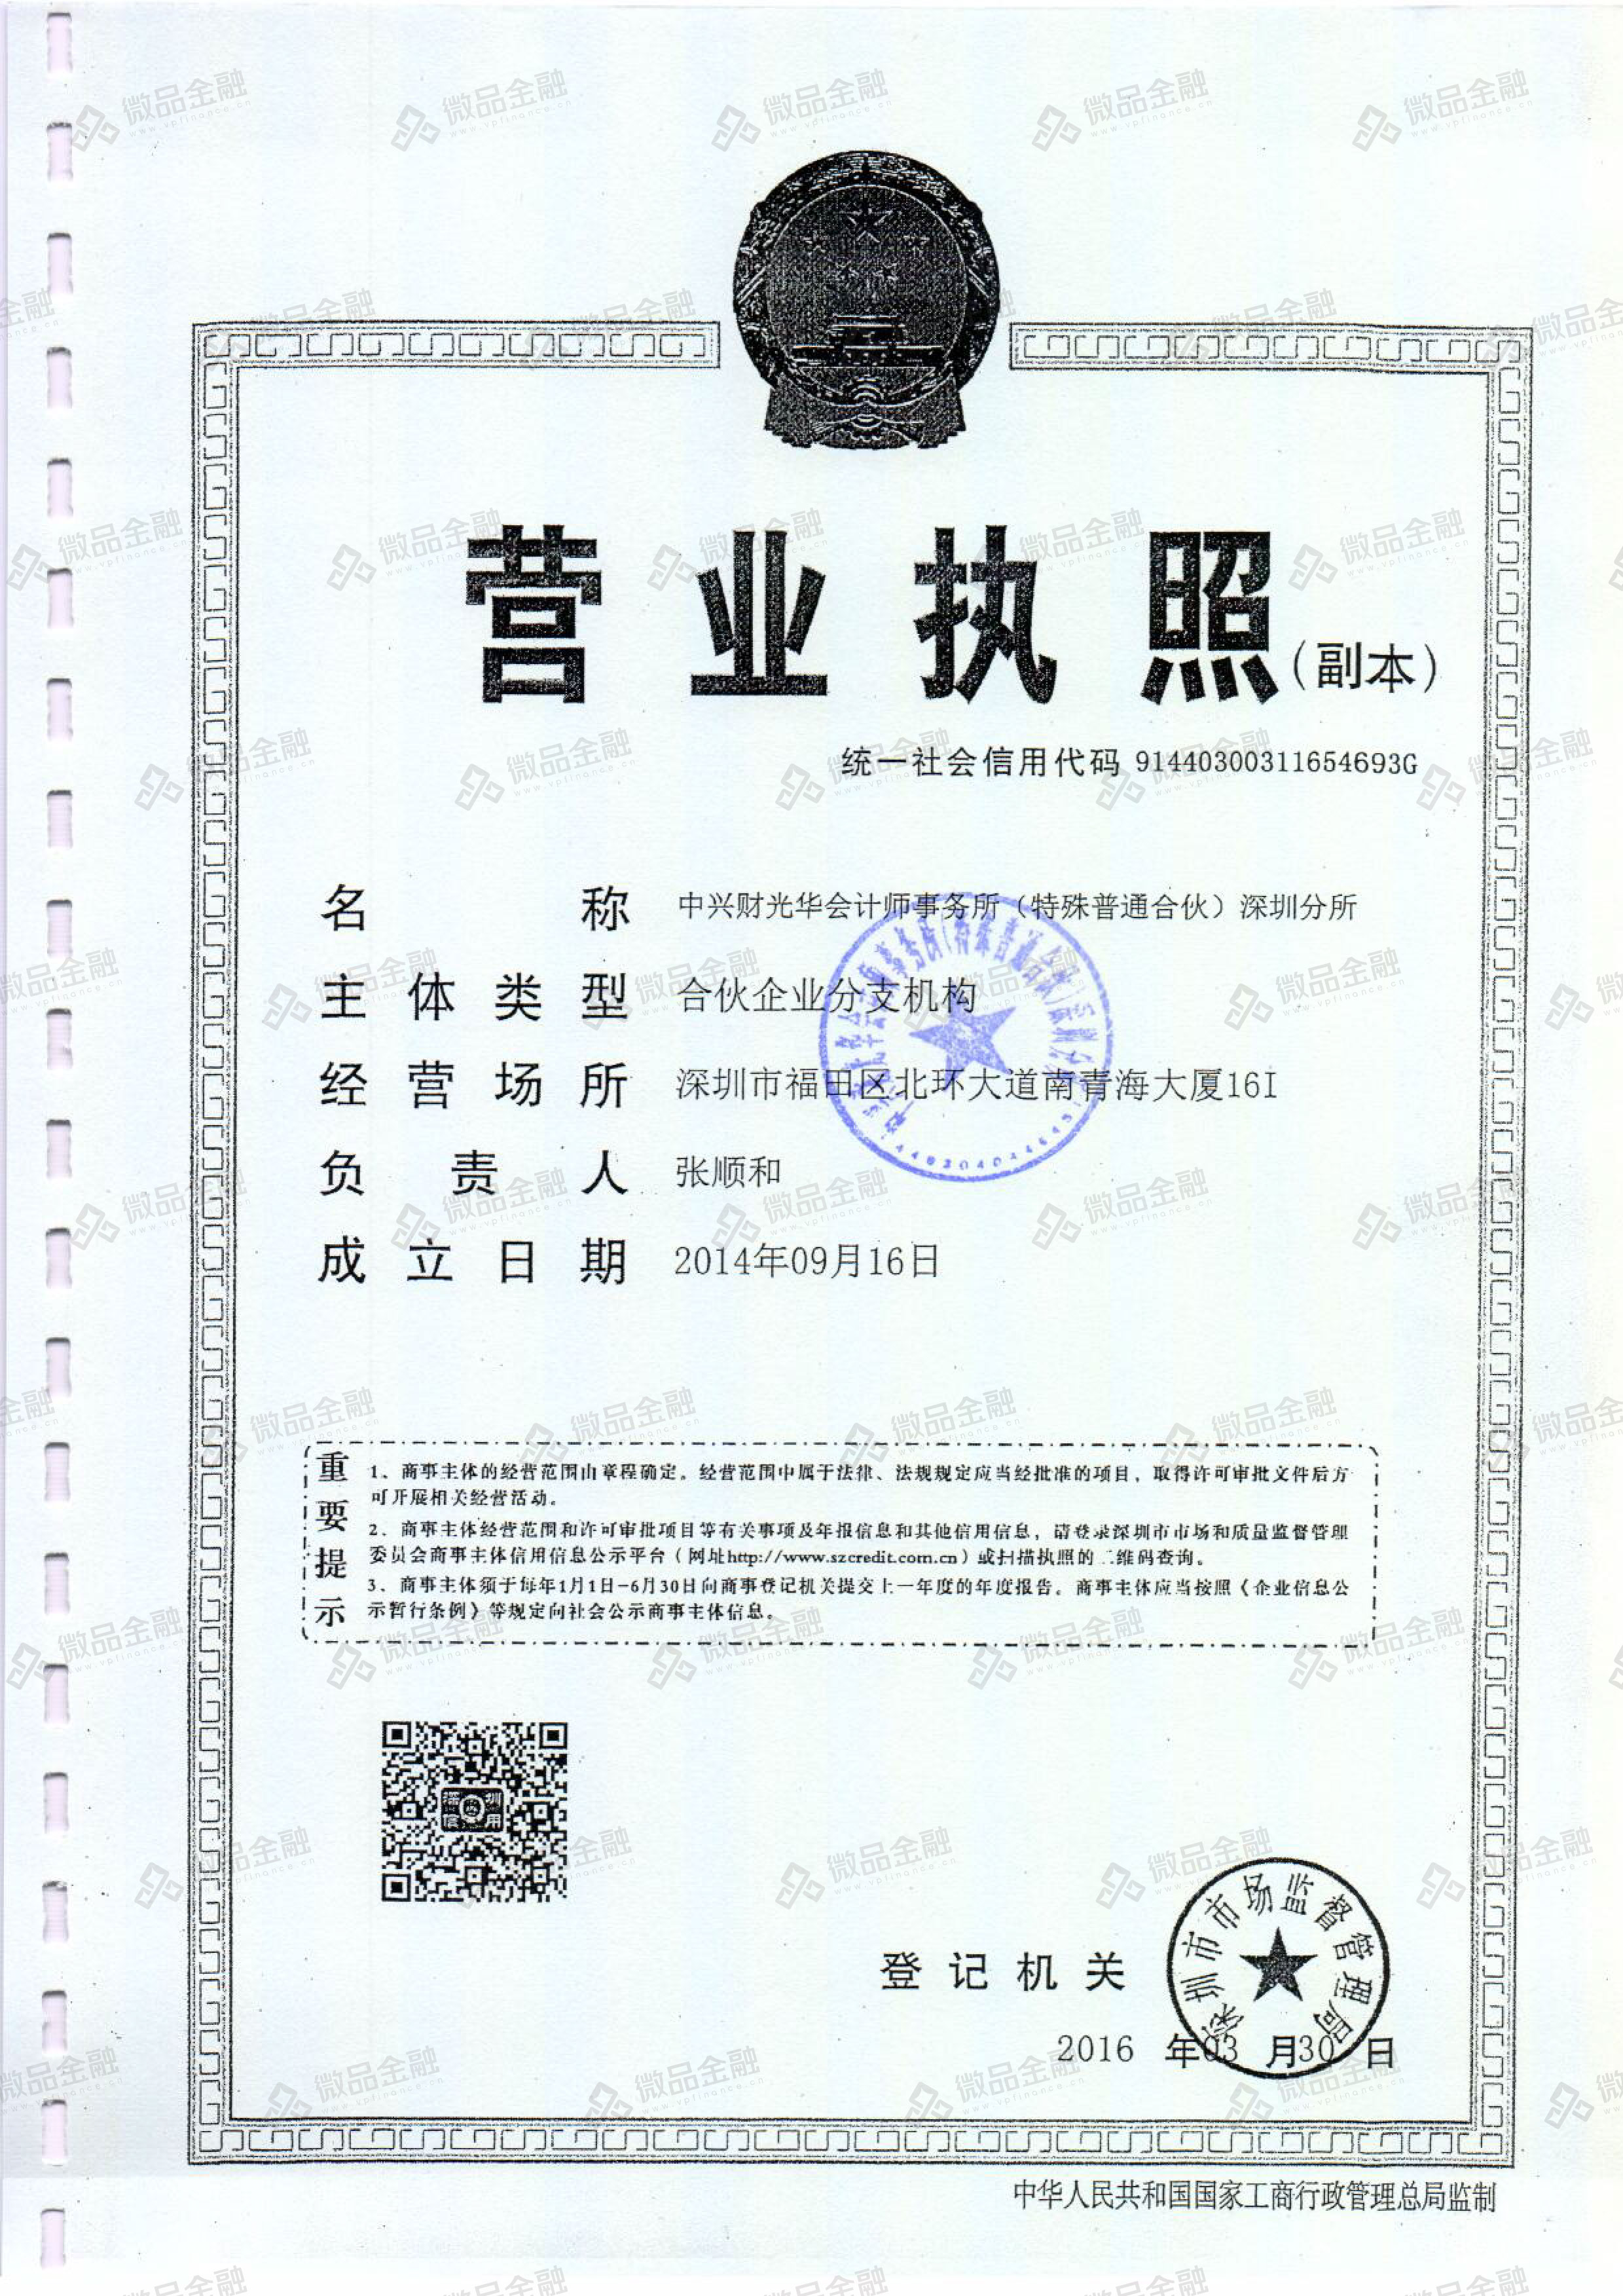 营业执照(副本)
统一社会信用代码 91440300311654693G
名称 中兴财光华会计师事务所（特殊普通合伙）深圳分所
主体类型 合伙企业分支机构
经营场所 深圳市福田区北环大道南青海大厦16I
负责人 张顺和
成立日期 2014年09月16日
重要提示
1、商事主体的经营范围由章程确定。经营范围中属于法律、法规规定应当经批准的项目，取得许可审批文件后方
可开展相关经营活动。
2、商事主体经营范围和许可审批项目等有关事项及年报信息和其他信用信息，请登录深圳市市场和质量监督管理
委员会商事主体信用信息公示平台（网址http://www.szcredit.com.cn）或扫描执照的二维码查询。
3、商事主体须于每年1月1日-6月30日向商事登记机关提交上一年度的年度报告。商事主体应当按照《企业信息公
示暂行条例》等规定向社会公示商事主体信息。
登记机关
深圳市市场监督管理局
2016 年03 月30 日
中华人民共和国国家工商行政管理总局监制
微品金融
www.vpfinance.cn